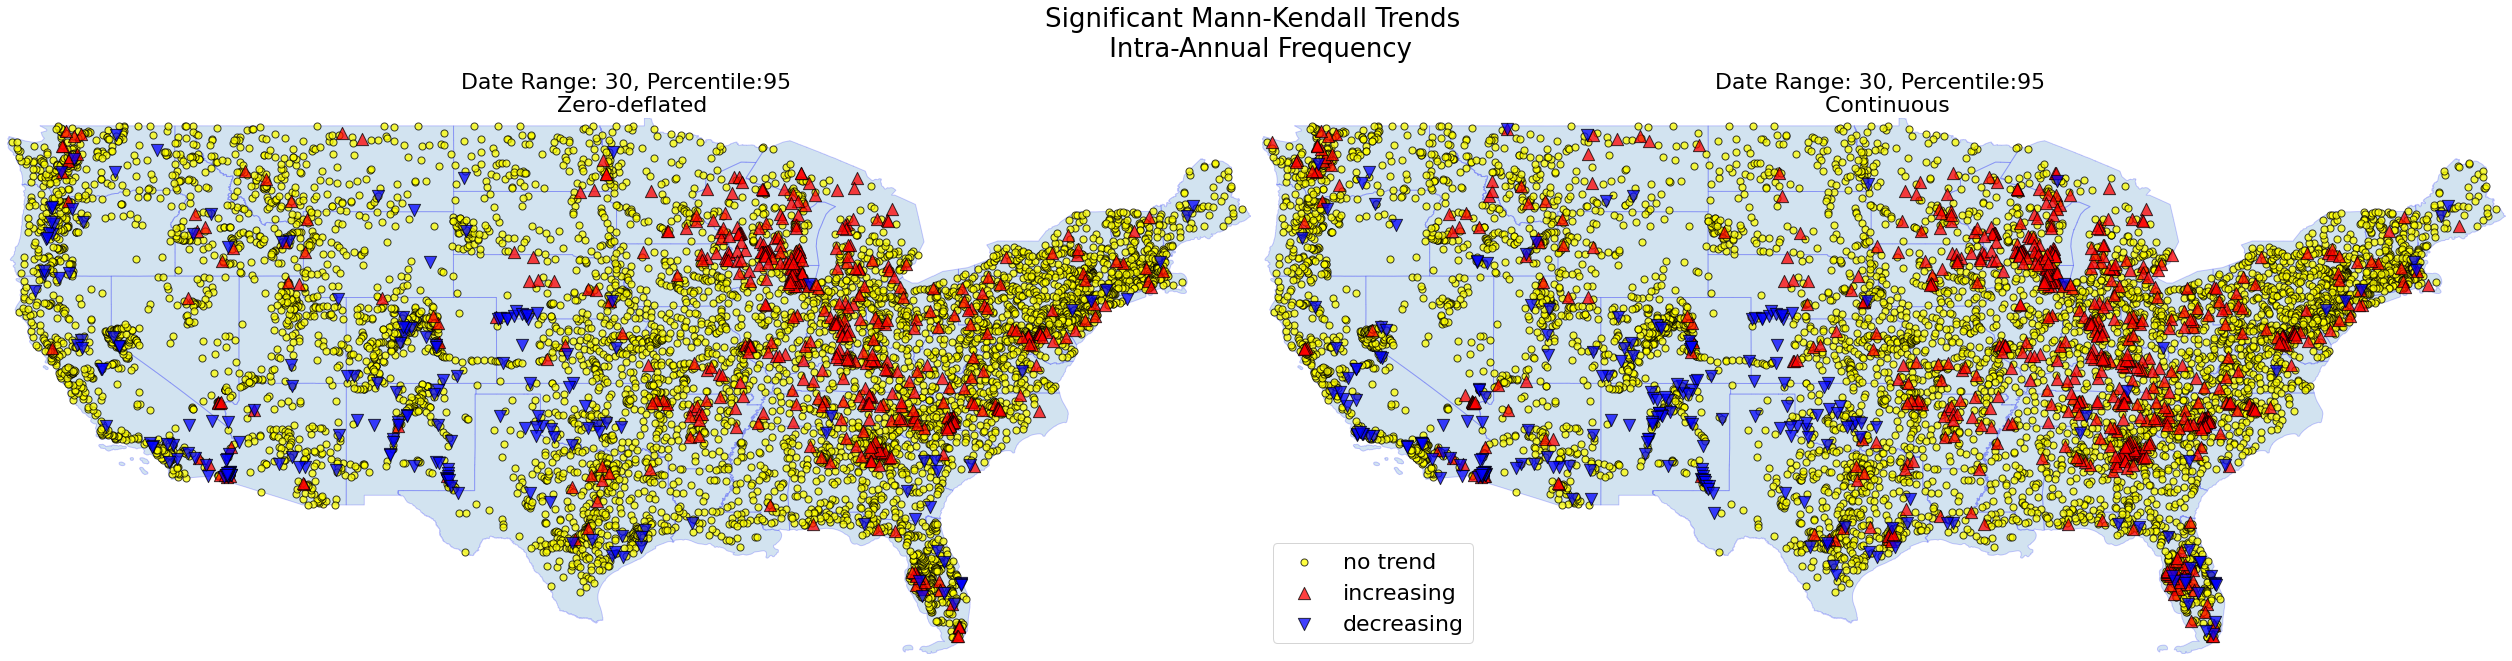 Significant Mann-Kendall Trends
Intra-Annual Frequency
Date Range: 30, Percentile:95
Zero-deflated
Date Range: 30, Percentile:95
Continuous
no trend
increasing
decreasing